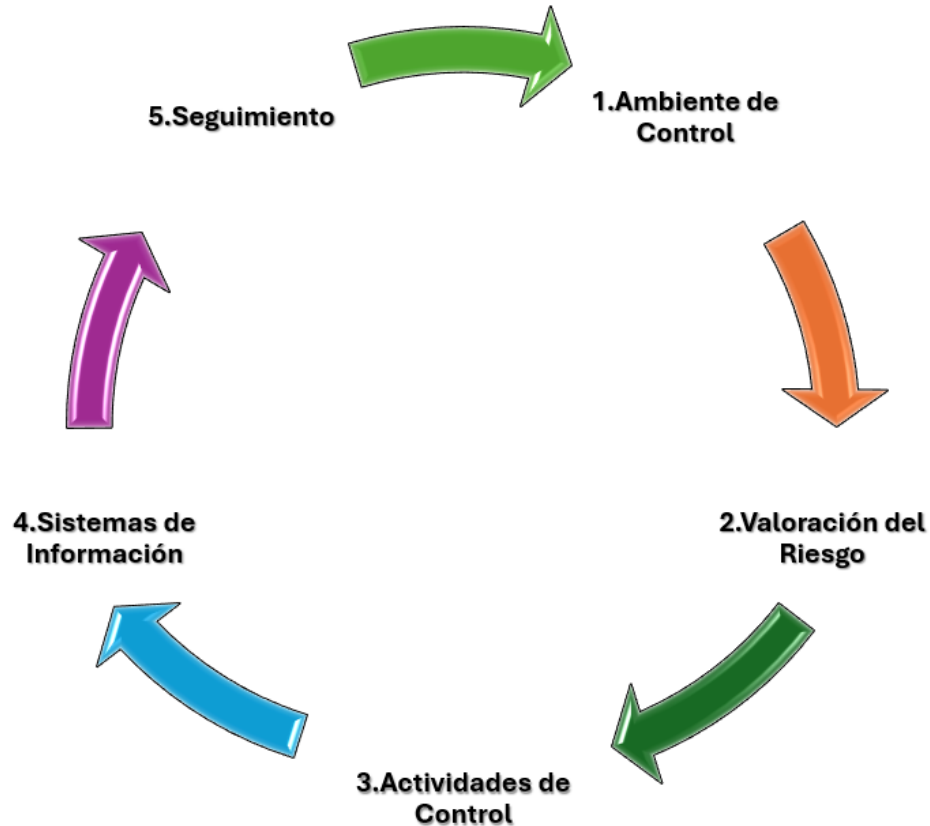 5.Seguimiento
1.Ambiente de
Control
4.Sistemas de
Información
2.Valoración del
Riesgo
3.Actividades de
Control